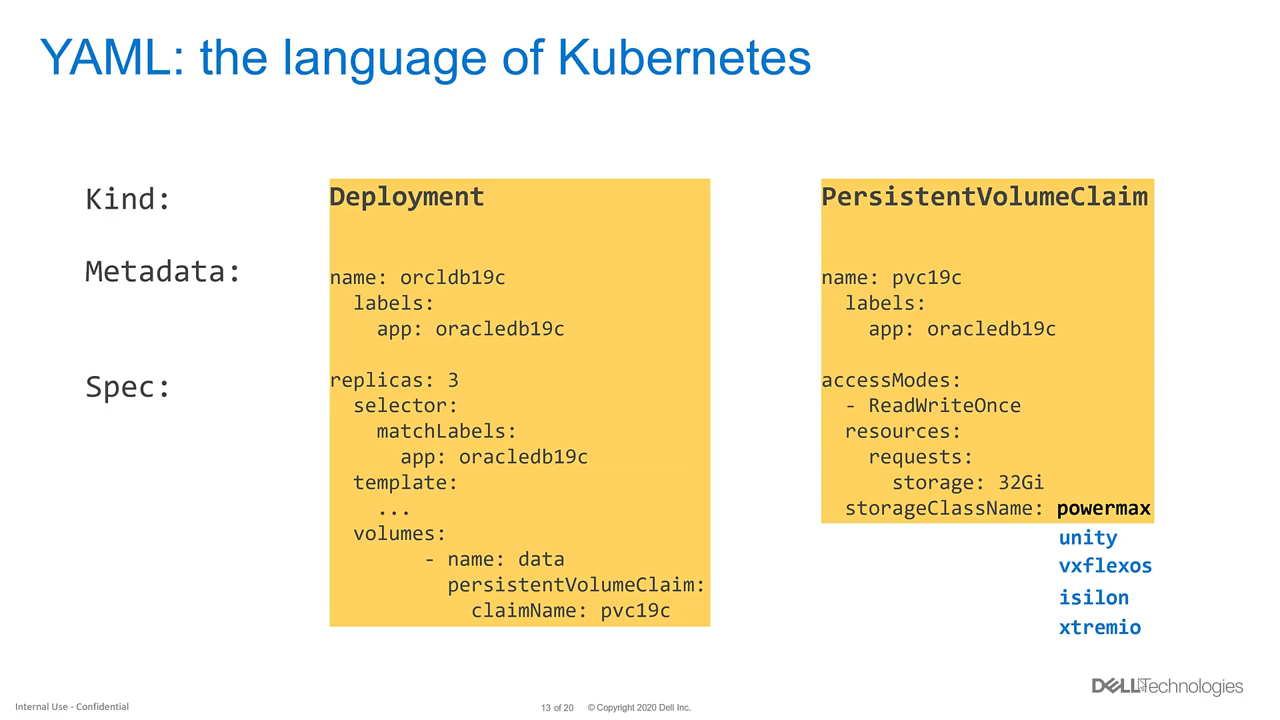 YAML: the language of Kubernetes
Kind:
Metadata:
Spec:
Deployment
name: orcldb19c
labels:
app: oracledb19c
replicas: 3
selector:
matchLabels:
app: oracledb19c
template:
...
volumes:
- name: data
persistentVolumeClaim:
claimName: pvc19c
PersistentVolumeClaim
name: pvc19c
labels:
app: oracledb19c
accessModes:
- ReadWriteOnce
resources:
requests:
storage: 32Gi
storageClassName: powermax
unity
vxflexos
isilon
xtremio
DELLTechnologies
Internal Use - Confidential
13 of 20 © Copyright 2020 Dell Inc.